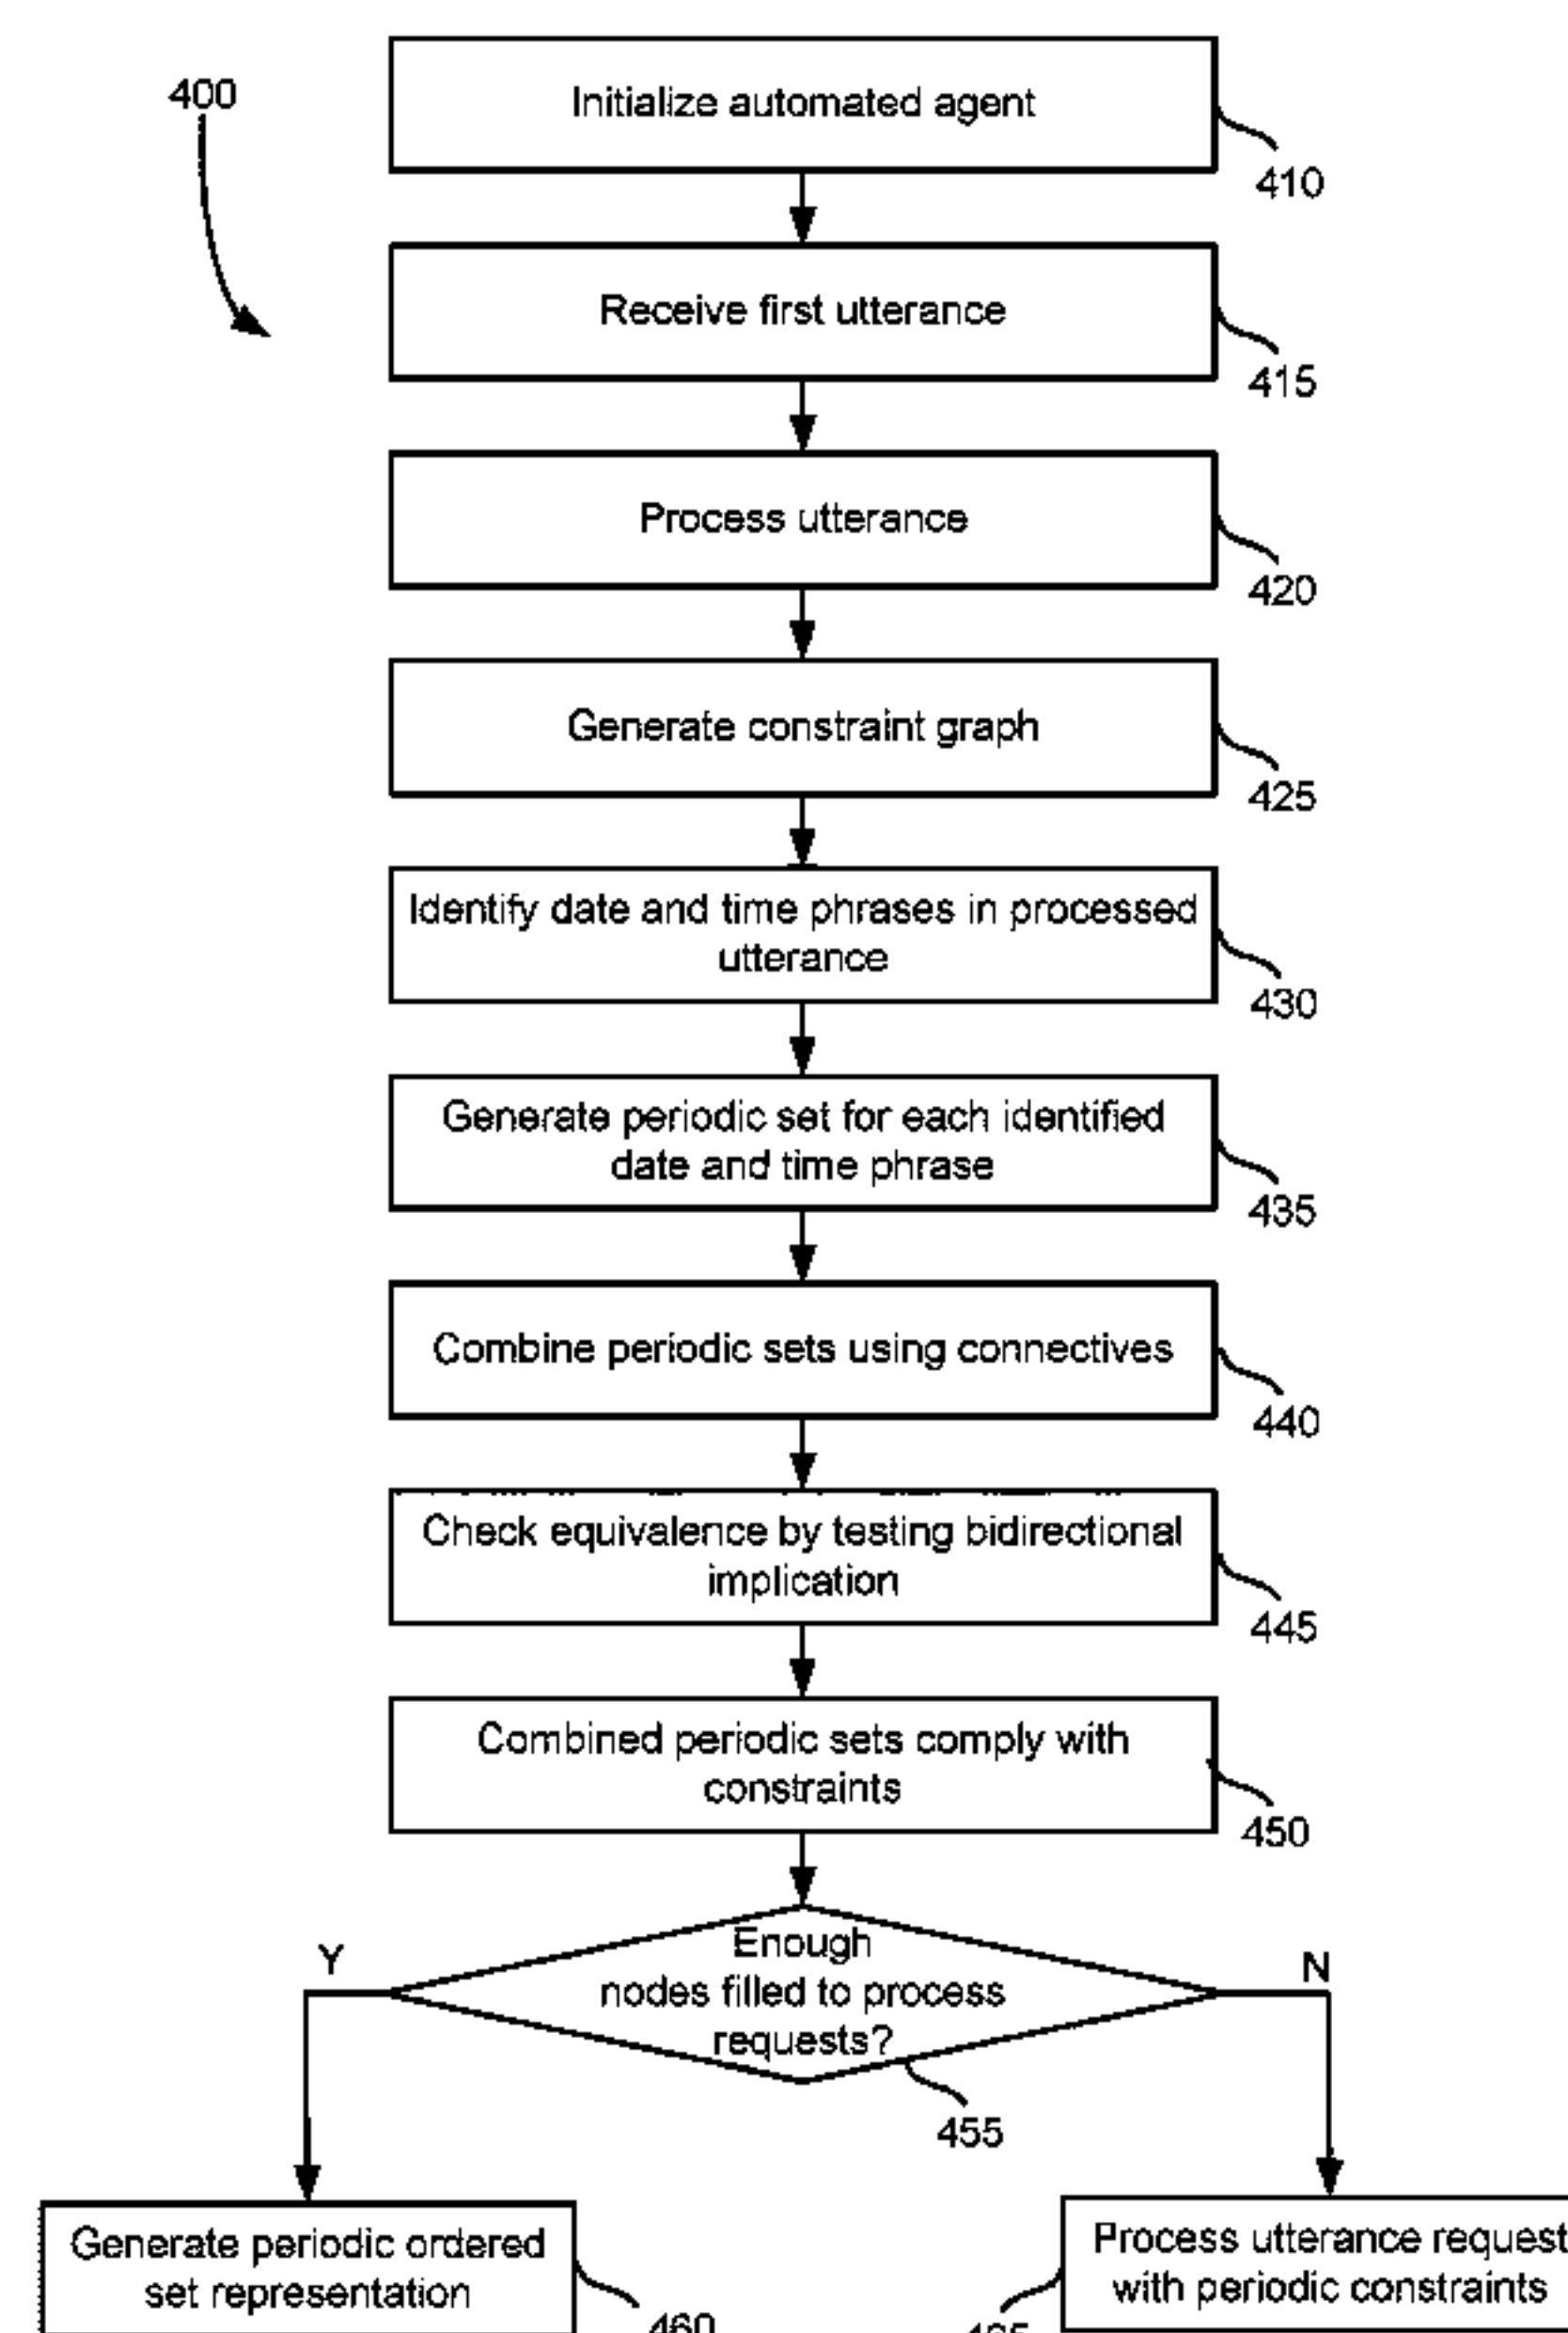 400
Initialize automated agent
410
Receive first utterance
415
Process utterance
420
Generate constraint graph
425
Identify date and time phrases in processed
utterance
430
Generate periodic set for each identified
date and time phrase
435
Combine periodic sets using connectives
440
Check equivalence by testing bidirectional
implication
445
Combined periodic sets comply with
constraints
450
Enough
nodes filled to process
requests?
Y
N
455
Generate periodic ordered
set representation
460
Process utterance request
with periodic constraints